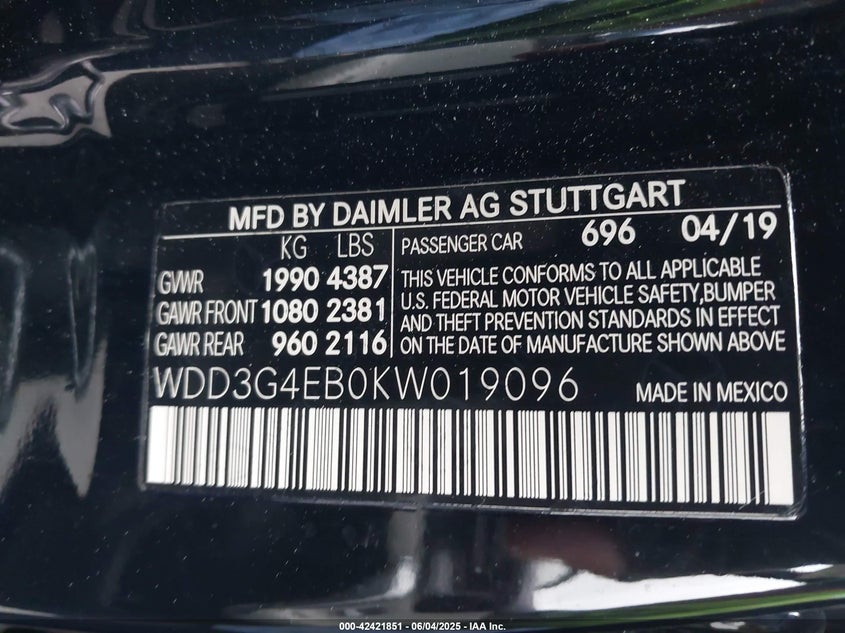 MFD BY DAIMLER AG STUTTGART
KG LBS
GVWR 1990 4387
GAWR FRONT 1080 2381
GAWR REAR 960 2116
PASSENGER CAR 696 04/19
THIS VEHICLE CONFORMS TO ALL APPLICABLE
U.S. FEDERAL MOTOR VEHICLE SAFETY,BUMPER
AND THEFT PREVENTION STANDARDS IN EFFECT
ON THE DATE OF MANUFACTURE SHOWN ABOVE
WDD3G4EB0KW019096 MADE IN MEXICO
000-42421851 - 06/04/2025 - IAA Inc.